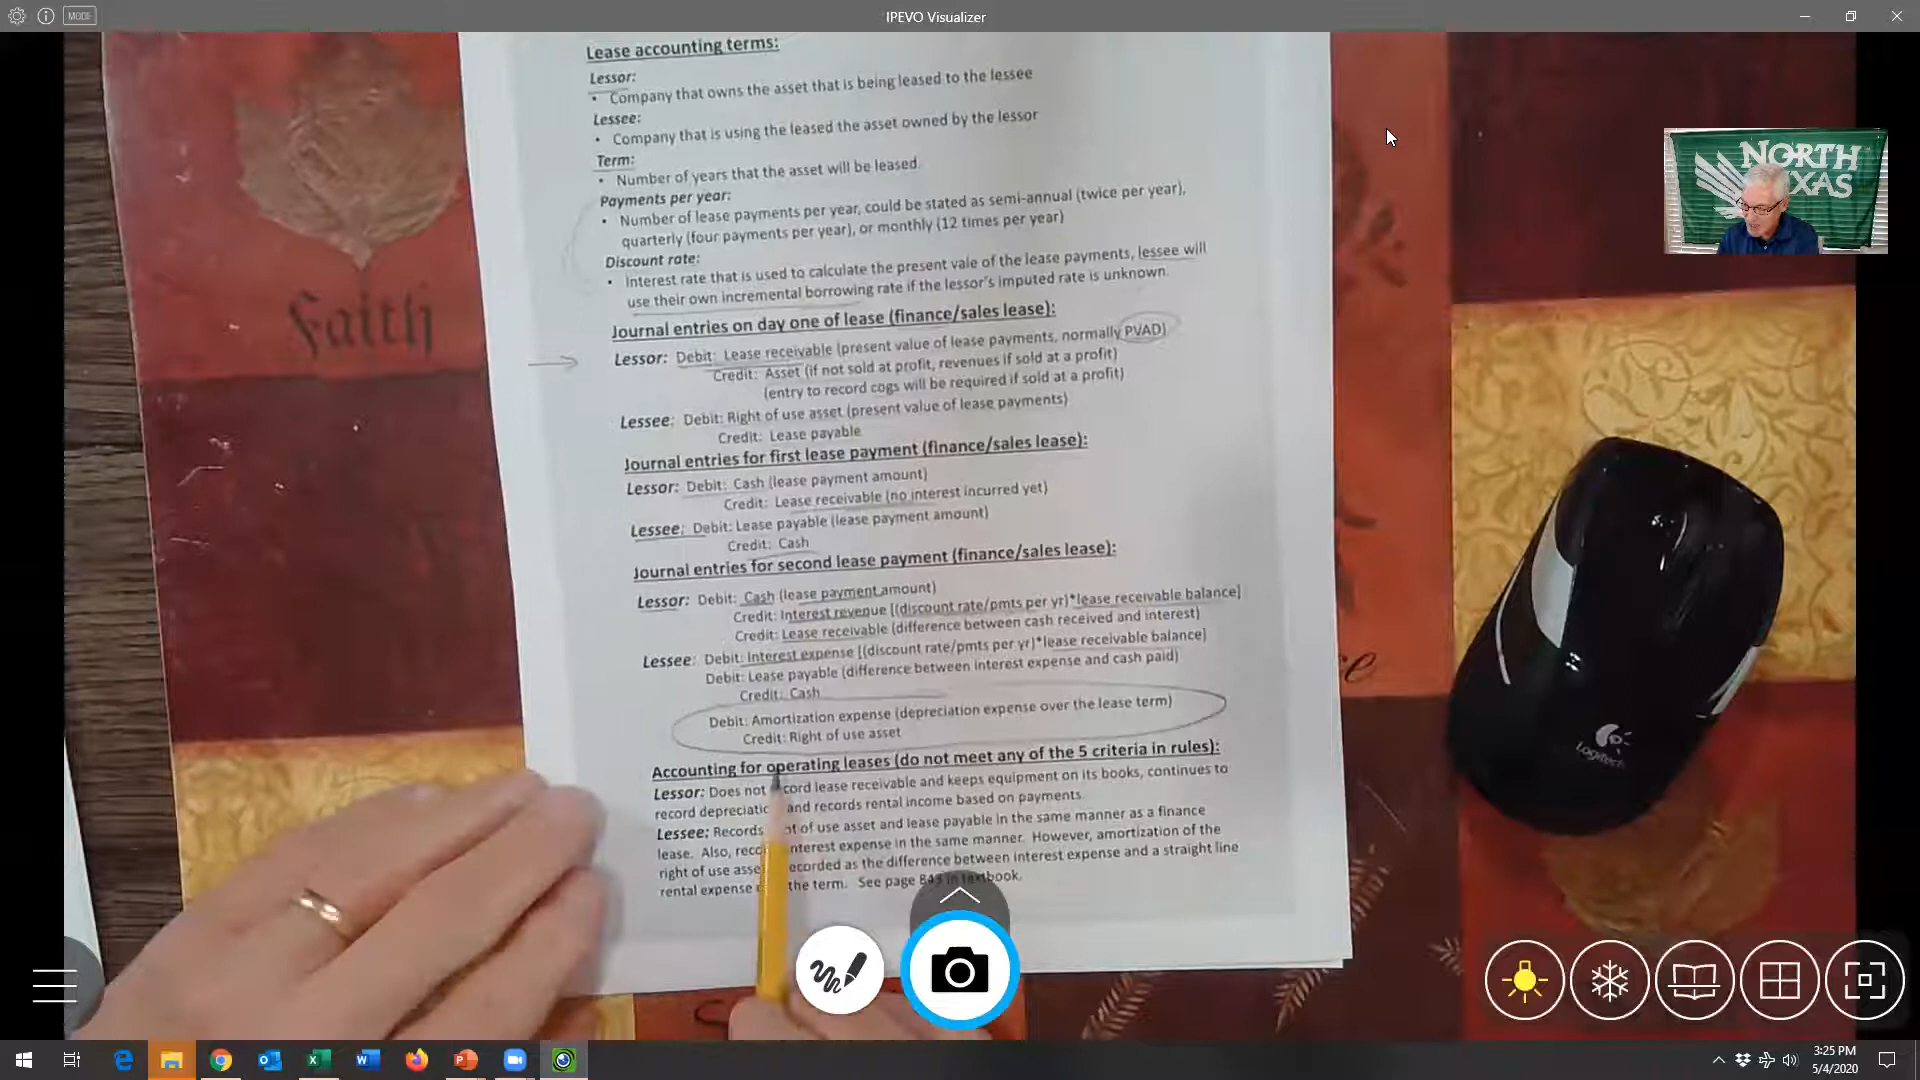 MODE
IPEVO Visualizer
Lease accounting terms:
Lessor:
• Company that owns the asset that is being leased to the lessee
Lessee:
• Company that is using the leased the asset owned by the lessor
Term:
• Number of years that the asset will be leased.
Payments per year:
• Number of lease payments per year, could be stated as semi-annual (twice per year),
quarterly (four payments per year), or monthly (12 times per year)
Discount rate:
• Interest rate that is used to calculate the present vale of the lease payments, lessee will
use their own incremental borrowing rate if the lessor's imputed rate is unknown.
Journal entries on day one of lease (finance/sales lease):
Lessor: Debit: Lease receivable (present value of lease payments, normally PVAD)
Credit: Asset (if not sold at profit, revenues if sold at a profit)
(entry to record cogs will be required if sold at a profit)
Lessee: Debit: Right of use asset (present value of lease payments)
Credit: Lease payable
Journal entries for first lease payment (finance/sales lease):
Lessor: Debit: Cash (lease payment amount)
Credit: Lease receivable (no interest incurred yet)
Lessee: Debit: Lease payable (lease payment amount)
Credit: Cash
Journal entries for second lease payment (finance/sales lease):
Lessor: Debit: Cash (lease payment amount)
Credit: Interest revenue [(discount rate/pmts per yr)*lease receivable balance]
Credit: Lease receivable (difference between cash received and interest)
Lessee: Debit: Interest expense [(discount rate/pmts per yr)*lease receivable balance]
Debit: Lease payable (difference between interest expense and cash paid)
Credit: Cash
Debit: Amortization expense (depreciation expense over the lease term)
Credit: Right of use asset
Accounting for operating leases (do not meet any of the 5 criteria in rules):
Lessor: Does not lease receivable and keeps equipment on its books, continues to
record and records rental income based on payments.
Lessee: Records of use asset and lease payable in the same manner as a finance
lease. Also, interest expense in the same manner. However, amortization of the
right of use recorded as the difference between interest expense and a straight line
rental expense the term. See page in textbook.
Faith
NORTH
TEXAS
Logitech
3:25 PM
5/4/2020